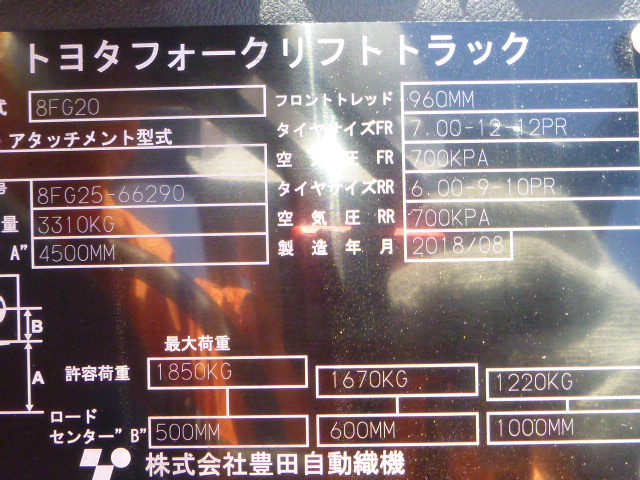 トヨタフォークリフトトラック
式 8FG20 フロントトレッド 960MM
アタッチメント型式 タイヤサイズFR 7.00-12-12PR
空気圧 FR 700KPA
号 8FG25-66290 タイヤサイズRR 6.00-9-10PR
量 3310KG 空気圧 RR 700KPA
A" 4500MM 製造年月 2018/08
B
A
最大荷重
許容荷重 1850KG 1670KG 1220KG
ロード
センター"B" 500MM 600MM 1000MM
株式会社豊田自動織機